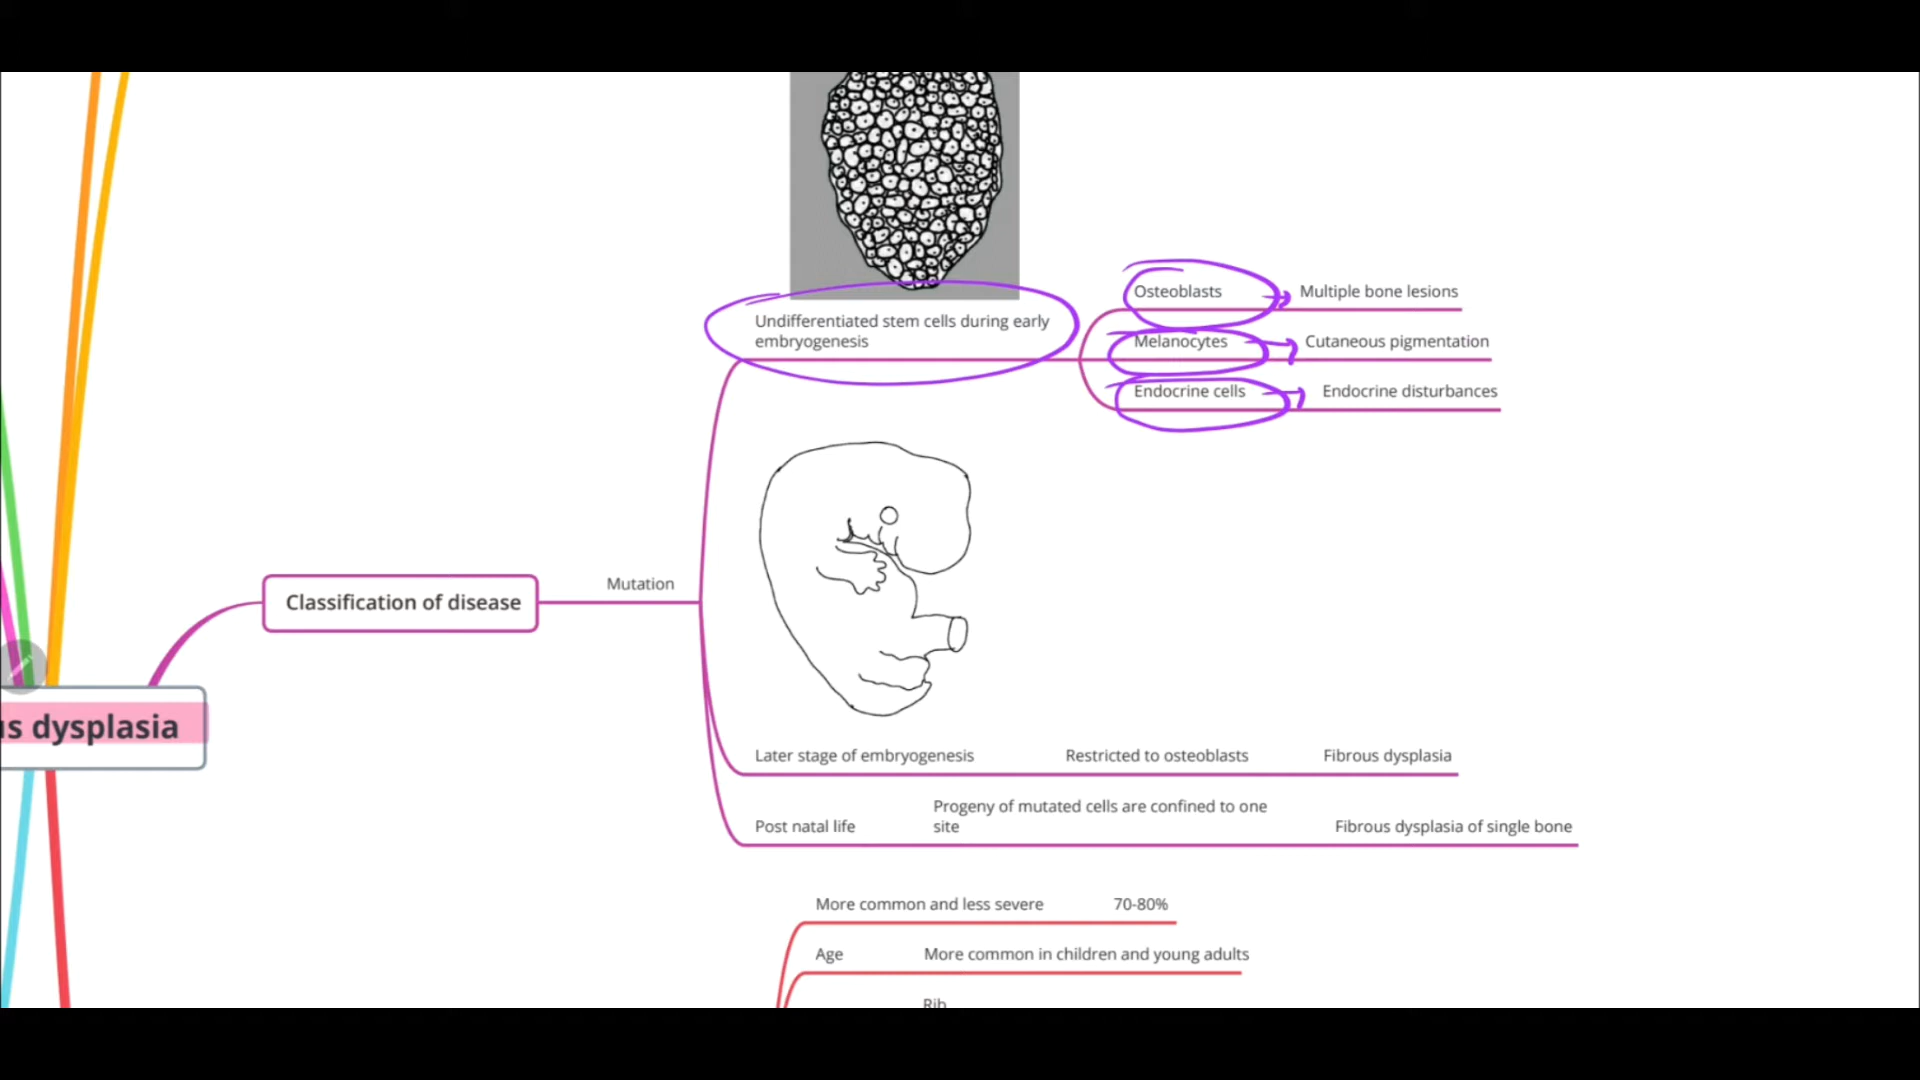 Undifferentiated stem cells during early
embryogenesis
Osteoblasts
Multiple bone lesions
Melanocytes
Cutaneous pigmentation
Endocrine cells
Endocrine disturbances
Classification of disease
Mutation
dysplasia
Later stage of embryogenesis
Restricted to osteoblasts
Fibrous dysplasia
Post natal life
Progeny of mutated cells are confined to one
site
Fibrous dysplasia of single bone
More common and less severe
70-80%
Age
More common in children and young adults
Rib